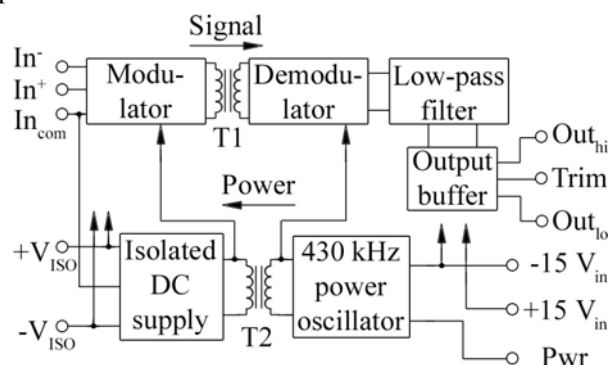 Signal
In-
In+
Incom
Modu-
lator
T1
Demodu-
lator
Low-pass
filter
Output
buffer
Outhi
Trim
Outlo
Power
+VISO
-VISO
Isolated
DC
supply
T2
430 kHz
power
oscillator
-15 Vin
+15 Vin
Pwr